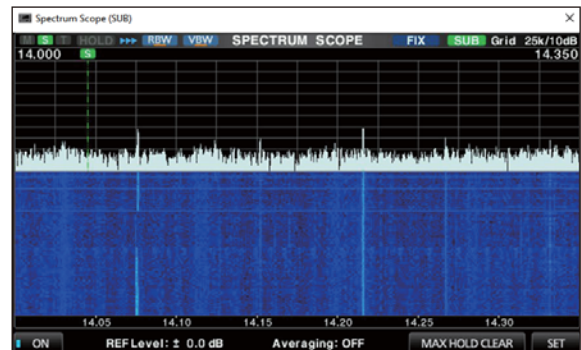 Spectrum Scope (SUB)
M S T HOLD RBW VBW SPECTRUM SCOPE FIX SUB Grid 25k/10dB
14.000 S 14.350
14.05 14.10 14.15 14.20 14.25 14.30
ON REF Level: ± 0.0 dB Averaging: OFF MAX HOLD CLEAR SET